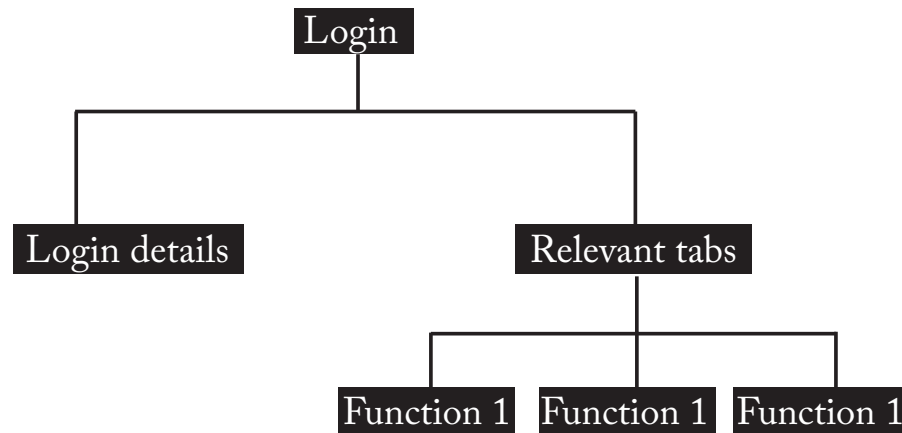 Login
Login details
Relevant tabs
Function 1
Function 1
Function 1